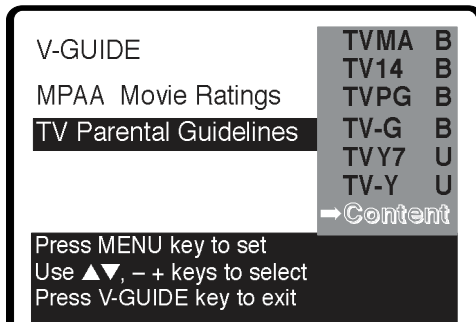 V-GUIDE
MPAA Movie Ratings
TV Parental Guidelines
TVMA B
TV14 B
TVPG B
TV-G B
TVY7 U
TV-Y U
➡Content
Press MENU key to set
Use ▲▼, – + keys to select
Press V-GUIDE key to exit